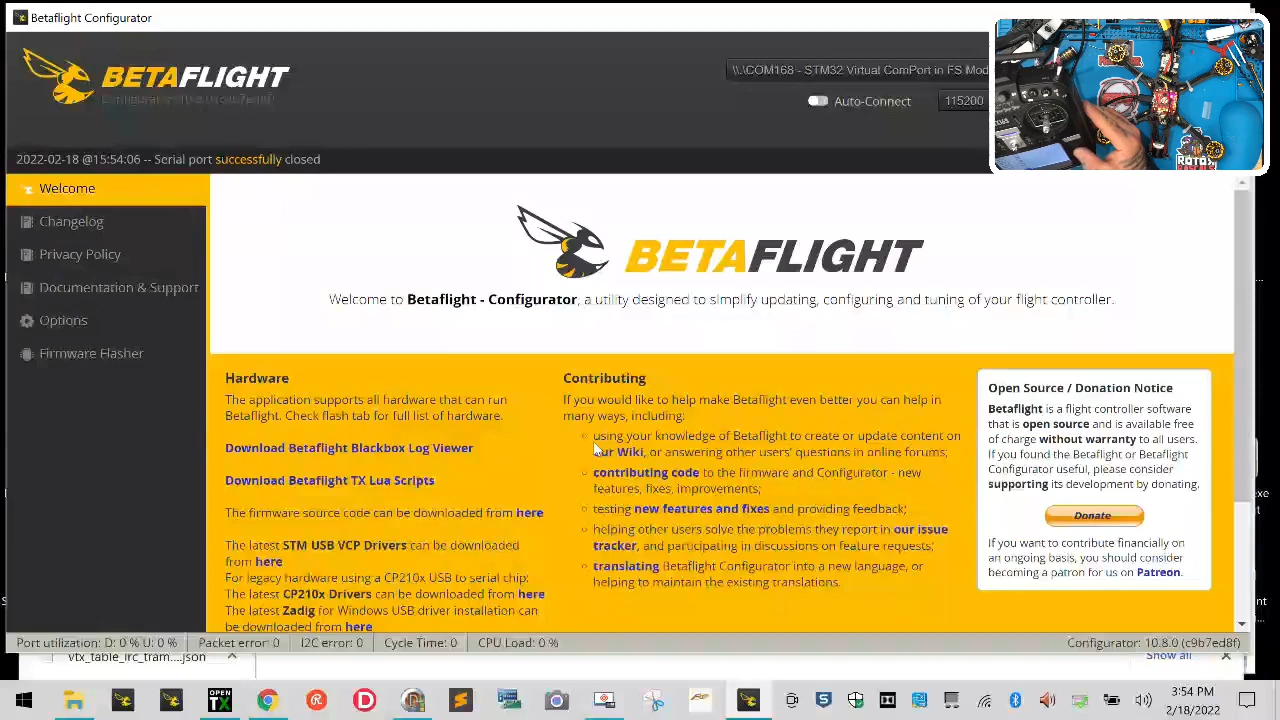 Betaflight Configurator
BETAFLIGHT
\\.\COM168 - STM32 Virtual ComPort in FS Mod
Auto-Connect
115200
2022-02-18 @15:54:06 -- Serial port successfully closed
Welcome
Changelog
Privacy Policy
Documentation & Support
Options
Firmware Flasher
BETAFLIGHT
Welcome to Betaflight - Configurator, a utility designed to simplify updating, configuring and tuning of your flight controller.
Hardware
The application supports all hardware that can run
Betaflight. Check flash tab for full list of hardware.
Download Betaflight Blackbox Log Viewer
Download Betaflight TX Lua Scripts
The firmware source code can be downloaded from here
The latest STM USB VCP Drivers can be downloaded
from here
For legacy hardware using a CP210x USB to serial chip:
The latest CP210x Drivers can be downloaded from here
The latest Zadig for Windows USB driver installation can
be downloaded from here
Contributing
If you would like to help make Betaflight even better you can help in
many ways, including:
using your knowledge of Betaflight to create or update content on
our Wiki, or answering other users' questions in online forums;
contributing code to the firmware and Configurator - new
features, fixes, improvements;
testing new features and fixes and providing feedback;
helping other users solve the problems they report in our issue
tracker, and participating in discussions on feature requests;
translating Betaflight Configurator into a new language, or
helping to maintain the existing translations.
Open Source / Donation Notice
Betaflight is a flight controller software
that is open source and is available free
of charge without warranty to all users.
If you found the Betaflight or Betaflight
Configurator useful, please consider
supporting its development by donating.
Donate
If you want to contribute financially on
an ongoing basis, you should consider
becoming a patron for us on Patreon.
Port utilization: D: 0 % U: 0 %
Packet error: 0
I2C error: 0
Cycle Time: 0
CPU Load: 0 %
Configurator: 10.8.0 (c9b7ed8f)
vtx_table_irc_tram....json
Show all
OPEN
TX
3:54 PM
2/18/2022